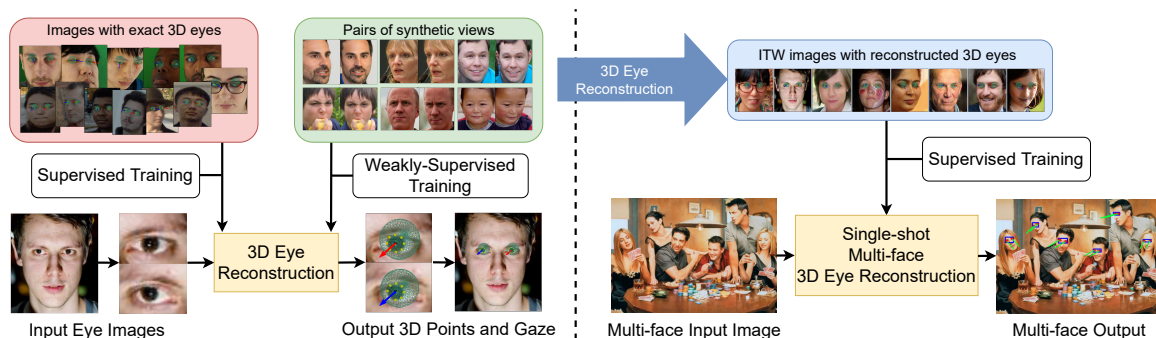 Images with exact 3D eyes
Pairs of synthetic views
3D Eye
Reconstruction
ITW images with reconstructed 3D eyes
Supervised Training
Weakly-Supervised
Training
Supervised Training
3D Eye
Reconstruction
Single-shot
Multi-face
3D Eye Reconstruction
Input Eye Images
Output 3D Points and Gaze
Multi-face Input Image
Multi-face Output